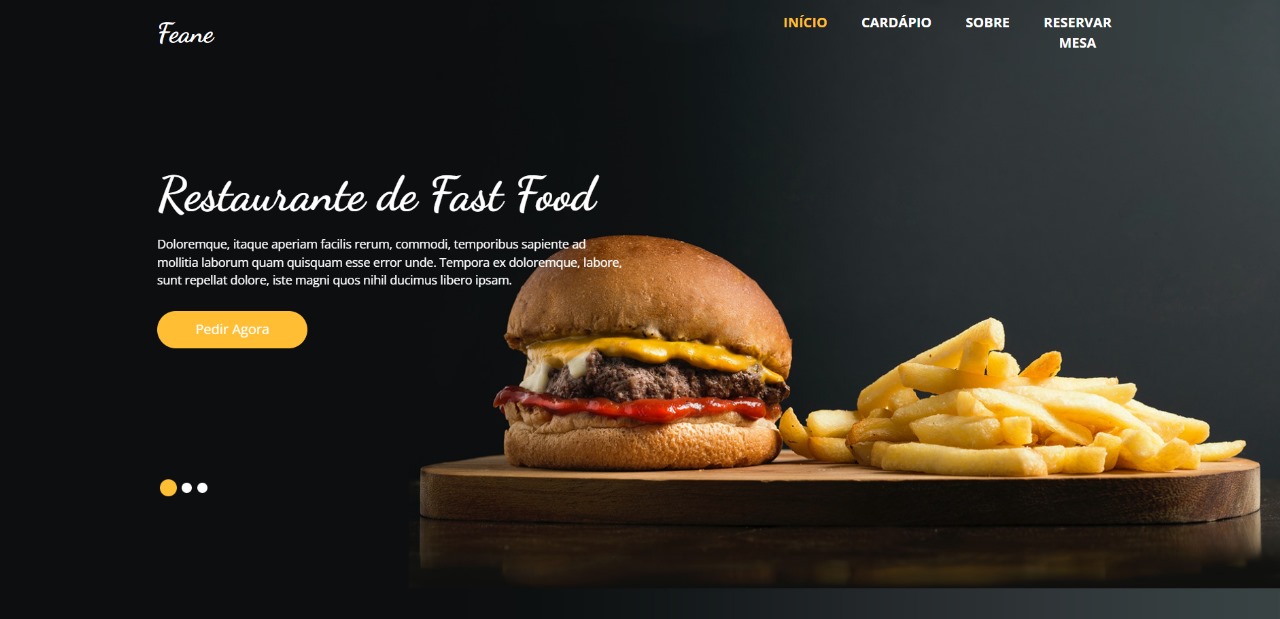 Feane
INÍCIO
CARDÁPIO
SOBRE
RESERVAR
MESA
Restaurante de Fast Food
Doloremque, itaque aperiam facilis rerum, commodi, temporibus sapiente ad
mollitia laborum quam quisquam esse error unde. Tempora ex doloremque, labore,
sunt repellat dolore, iste magni quos nihil ducimus libero ipsam.
Pedir Agora